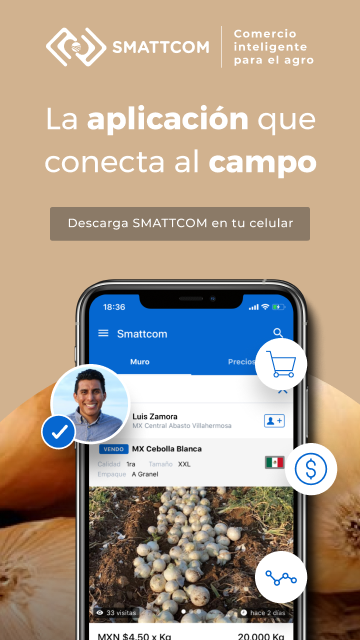 SMATTCOM
Comercio
inteligente
para el agro
La aplicación que
conecta al campo
Descarga SMATTCOM en tu celular
18:36
Smattcom
Muro
Precios
Luis Zamora
MX Central Abasto Villahermosa
VENDO MX Cebolla Blanca
Calidad 1ra Tamaño XXL
Empaque A Granel
33 visitas
hace 2 días
MXN $4.50 x Kg 20,000 Kg